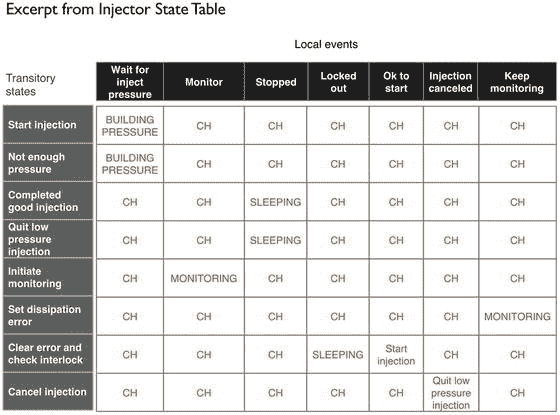 Excerpt from Injector State Table
Local events
Transitory
states
Wait for
inject
pressure
Monitor
Stopped
Locked
out
Ok to
start
Injection
canceled
Keep
monitoring
Start injection
BUILDING
PRESSURE
CH
CH
CH
CH
CH
CH
Not enough
pressure
BUILDING
PRESSURE
CH
CH
CH
CH
CH
CH
Completed
good injection
CH
CH
SLEEPING
CH
CH
CH
CH
Quit low
pressure
injection
CH
CH
SLEEPING
CH
CH
CH
CH
Initiate
monitoring
CH
MONITORING
CH
CH
CH
CH
CH
Set dissipation
error
CH
CH
CH
CH
CH
CH
MONITORING
Clear error and
check interlock
CH
CH
CH
SLEEPING
Start
injection
CH
CH
Cancel injection
CH
CH
CH
CH
CH
Quit low
pressure
injection
CH